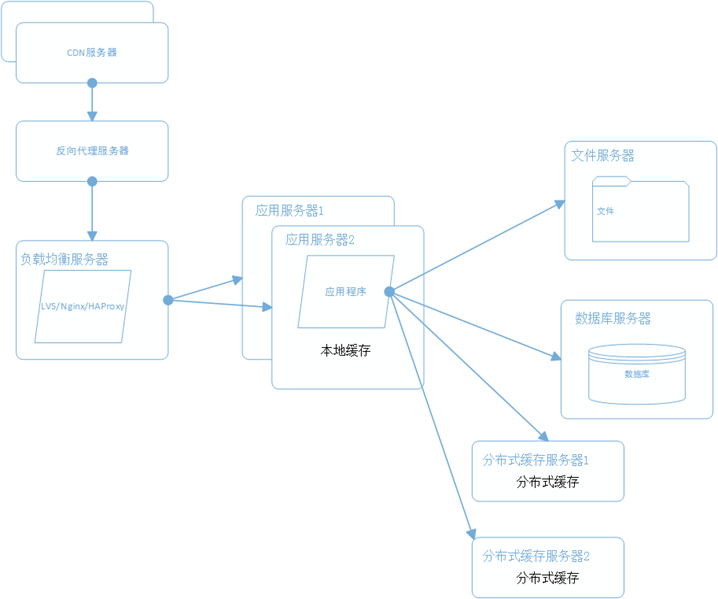 CDN服务器
反向代理服务器
负载均衡服务器
LVS/Nginx/HAProxy
应用服务器1
应用服务器2
应用程序
本地缓存
文件服务器
文件
数据库服务器
数据库
分布式缓存服务器1
分布式缓存
分布式缓存服务器2
分布式缓存